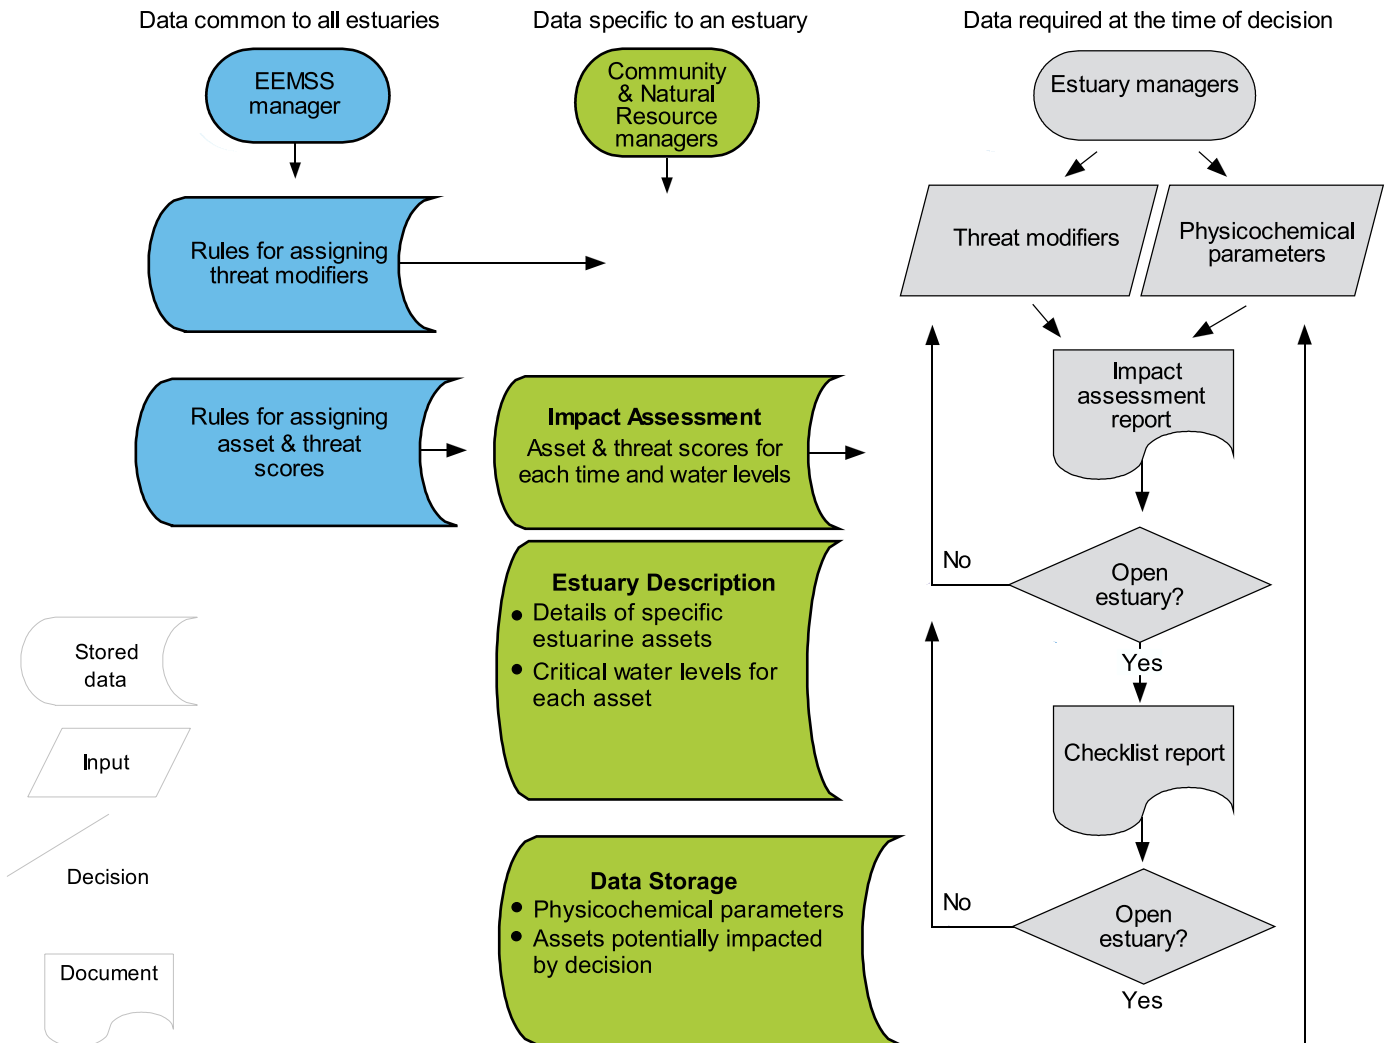 Data common to all estuaries
Data specific to an estuary
Data required at the time of decision
EEMSS
manager
Community
& Natural
Resource
managers
Estuary managers
Rules for assigning
threat modifiers
Threat modifiers
Physicochemical
parameters
Rules for assigning
asset & threat
scores
Impact Assessment
Asset & threat scores for
each time and water levels
Impact
assessment
report
No
Open
estuary?
Yes
Estuary Description
• Details of specific
estuarine assets
• Critical water levels for
each asset
Stored
data
Input
Decision
Document
Checklist report
Data Storage
• Physicochemical parameters
• Assets potentially impacted
by decision
No
Open
estuary?
Yes